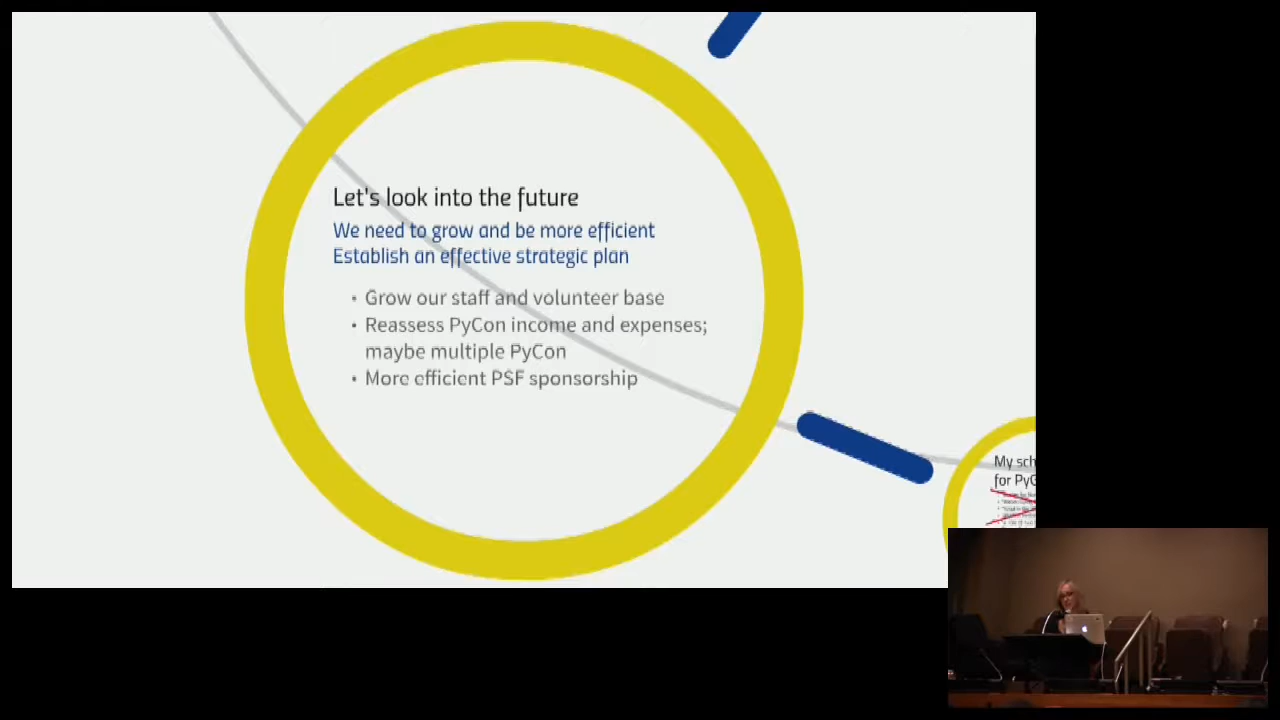 Let's look into the future
We need to grow and be more efficient
Establish an effective strategic plan
• Grow our staff and volunteer base
• Reassess PyCon income and expenses;
maybe multiple PyCon
• More efficient PSF sponsorship
My sch
for PyC